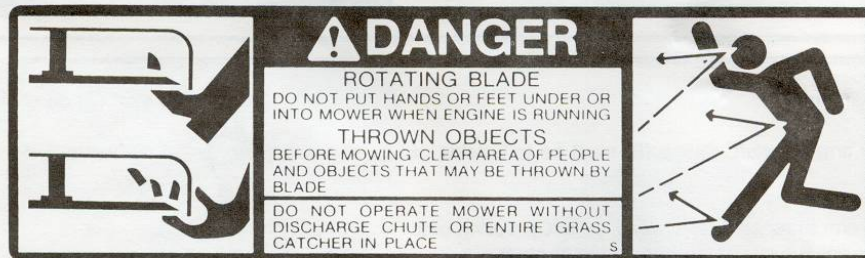 DANGER
ROTATING BLADE
DO NOT PUT HANDS OR FEET UNDER OR
INTO MOWER WHEN ENGINE IS RUNNING
THROWN OBJECTS
BEFORE MOWING CLEAR AREA OF PEOPLE
AND OBJECTS THAT MAY BE THROWN BY
BLADE
DO NOT OPERATE MOWER WITHOUT
DISCHARGE CHUTE OR ENTIRE GRASS
CATCHER IN PLACE
S